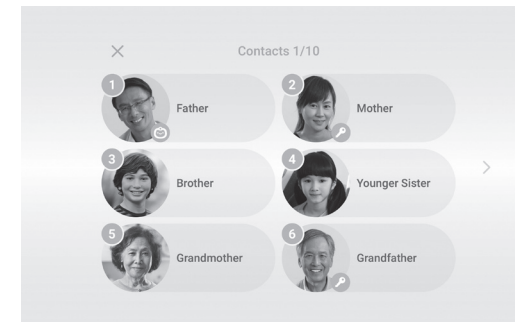 Contacts 1/10
1
Father
2
Mother
3
Brother
4
Younger Sister
5
Grandmother
6
Grandfather